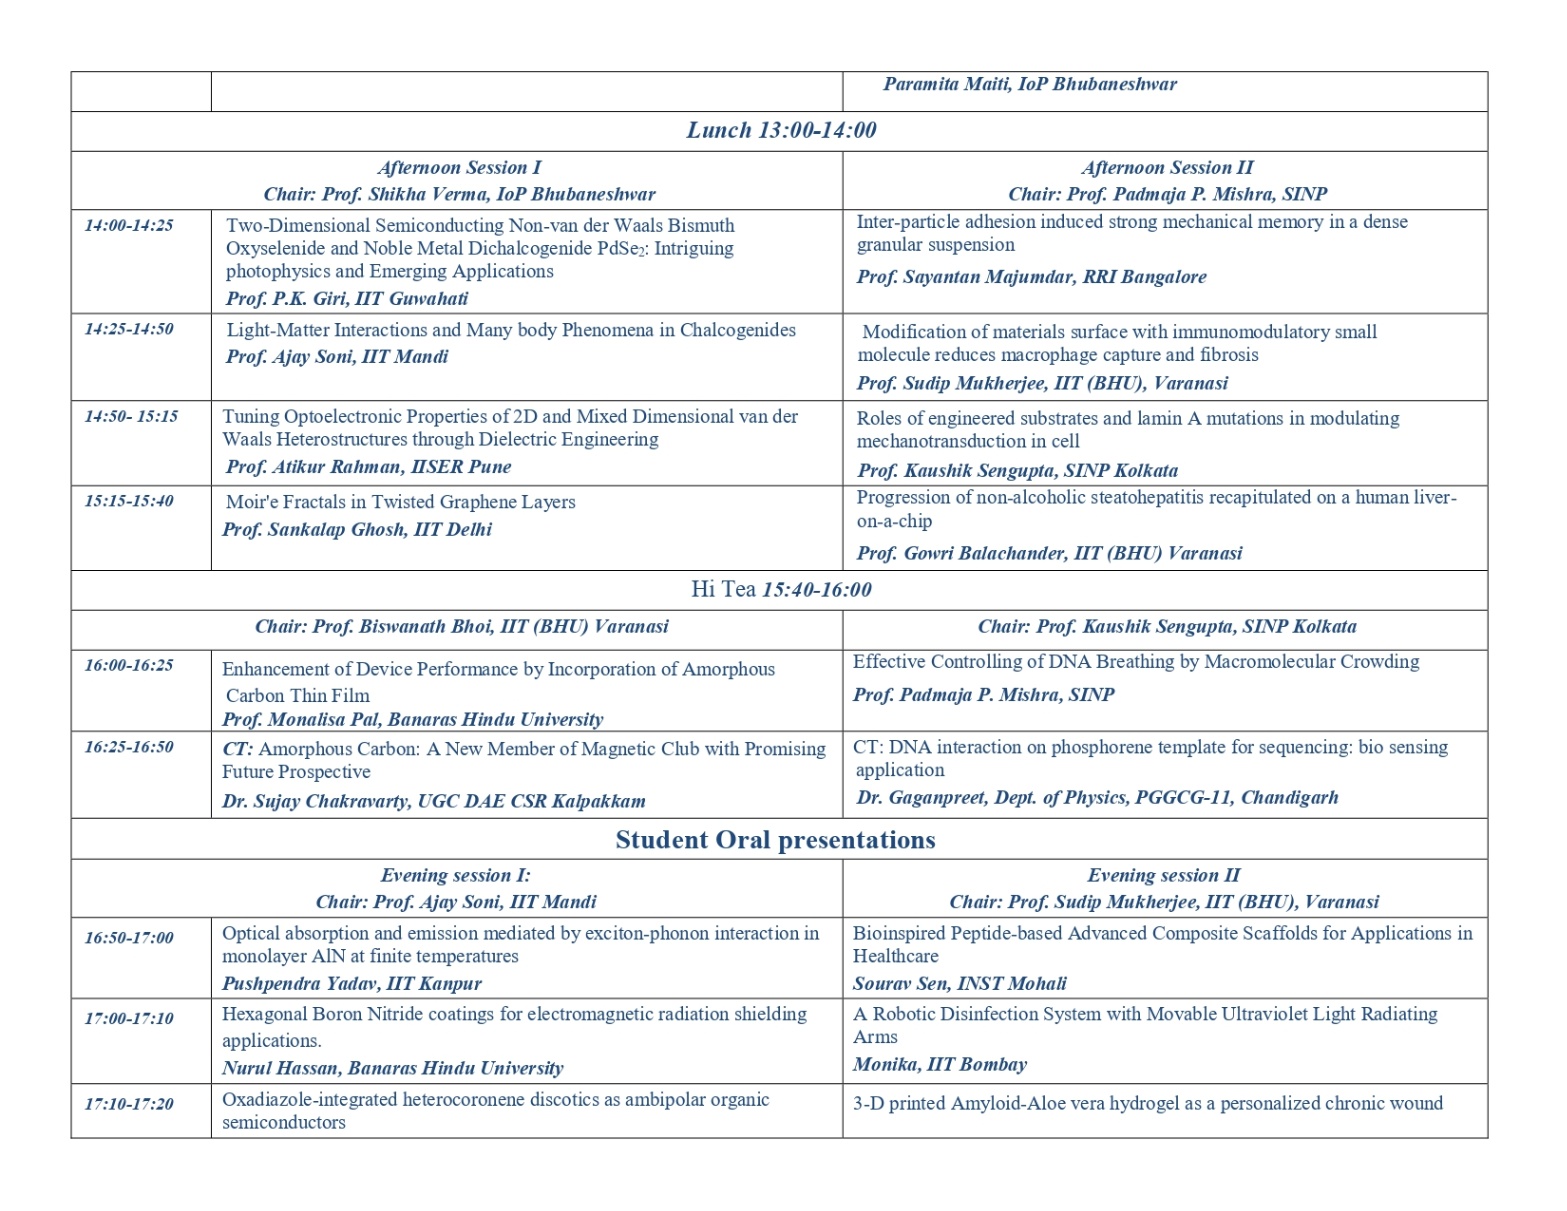 Paramita Maiti, IoP Bhubaneshwar
Lunch 13:00-14:00
Afternoon Session I
Chair: Prof. Shikha Verma, IoP Bhubaneshwar
Afternoon Session II
Chair: Prof. Padmaja P. Mishra, SINP
14:00-14:25
Two-Dimensional Semiconducting Non-van der Waals Bismuth
Oxyselenide and Noble Metal Dichalcogenide PdSe₂: Intriguing
photophysics and Emerging Applications
Prof. P.K. Giri, IIT Guwahati
Inter-particle adhesion induced strong mechanical memory in a dense
granular suspension
Prof. Sayantan Majumdar, RRI Bangalore
14:25-14:50
Light-Matter Interactions and Many body Phenomena in Chalcogenides
Prof. Ajay Soni, IIT Mandi
Modification of materials surface with immunomodulatory small
molecule reduces macrophage capture and fibrosis
Prof. Sudip Mukherjee, IIT (BHU), Varanasi
14:50- 15:15
Tuning Optoelectronic Properties of 2D and Mixed Dimensional van der
Waals Heterostructures through Dielectric Engineering
Prof. Atikur Rahman, IISER Pune
Roles of engineered substrates and lamin A mutations in modulating
mechanotransduction in cell
Prof. Kaushik Sengupta, SINP Kolkata
15:15-15:40
Moir'e Fractals in Twisted Graphene Layers
Prof. Sankalap Ghosh, IIT Delhi
Progression of non-alcoholic steatohepatitis recapitulated on a human liver-
on-a-chip
Prof. Gowri Balachander, IIT (BHU) Varanasi
Hi Tea 15:40-16:00
Chair: Prof. Biswanath Bhoi, IIT (BHU) Varanasi
Chair: Prof. Kaushik Sengupta, SINP Kolkata
16:00-16:25
Enhancement of Device Performance by Incorporation of Amorphous
Carbon Thin Film
Prof. Monalisa Pal, Banaras Hindu University
Effective Controlling of DNA Breathing by Macromolecular Crowding
Prof. Padmaja P. Mishra, SINP
16:25-16:50
CT: Amorphous Carbon: A New Member of Magnetic Club with Promising
Future Prospective
Dr. Sujay Chakravarty, UGC DAE CSR Kalpakkam
CT: DNA interaction on phosphorene template for sequencing: bio sensing
application
Dr. Gaganpreet, Dept. of Physics, PGGCG-11, Chandigarh
Student Oral presentations
Evening session I:
Chair: Prof. Ajay Soni, IIT Mandi
Evening session II
Chair: Prof. Sudip Mukherjee, IIT (BHU), Varanasi
16:50-17:00
Optical absorption and emission mediated by exciton-phonon interaction in
monolayer AlN at finite temperatures
Pushpendra Yadav, IIT Kanpur
Bioinspired Peptide-based Advanced Composite Scaffolds for Applications in
Healthcare
Sourav Sen, INST Mohali
17:00-17:10
Hexagonal Boron Nitride coatings for electromagnetic radiation shielding
applications.
Nurul Hassan, Banaras Hindu University
A Robotic Disinfection System with Movable Ultraviolet Light Radiating
Arms
Monika, IIT Bombay
17:10-17:20
Oxadiazole-integrated heterocoronene discotics as ambipolar organic
semiconductors
3-D printed Amyloid-Aloe vera hydrogel as a personalized chronic wound